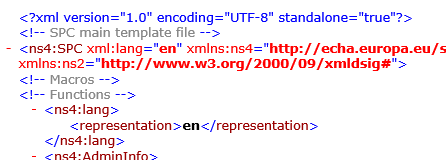 <?xml version="1.0" encoding="UTF-8" standalone="true"?>
<!-- SPC main template file -->
- <ns4:SPC xml:lang="en" xmlns:ns4="http://echa.europa.eu/s
xmlns:ns2="http://www.w3.org/2000/09/xmldsig#">
<!-- Macros -->
<!-- Functions -->
- <ns4:lang>
<representation>en</representation>
</ns4:lang>
- <ns4:AdminInfo>